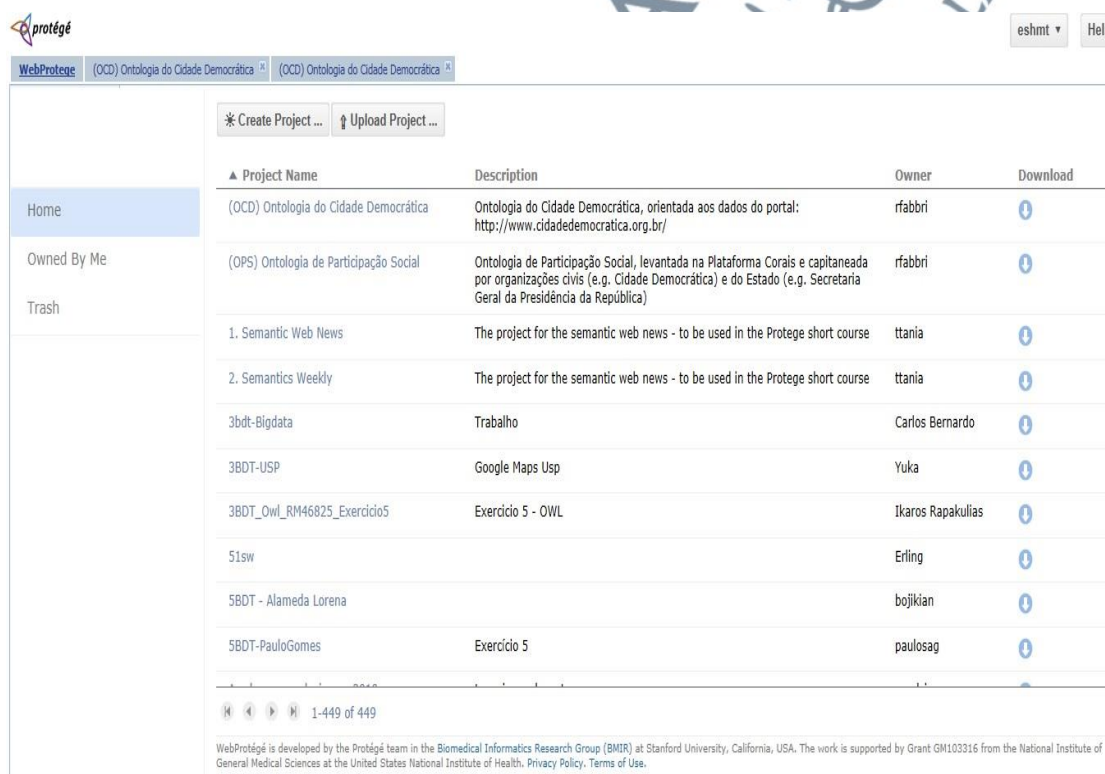 protégé
eshmt ▾ Hel
WebProtege (OCD) Ontologia do Cidade Democrática x (OCD) Ontologia do Cidade Democrática x
Create Project ... Upload Project ...
▲ Project Name Description Owner Download
Home
Owned By Me
Trash
(OCD) Ontologia do Cidade Democrática Ontologia do Cidade Democrática, orientada aos dados do portal: rfabbri
http://www.cidadedemocratica.org.br/
(OPS) Ontologia de Participação Social Ontologia de Participação Social, levantada na Plataforma Corais e capitaneada rfabbri
por organizações civis (e.g. Cidade Democrática) e do Estado (e.g. Secretaria
Geral da Presidência da República)
1. Semantic Web News The project for the semantic web news - to be used in the Protege short course ttania
2. Semantics Weekly The project for the semantic web news - to be used in the Protege short course ttania
3bdt-Bigdata Trabalho Carlos Bernardo
3BDT-USP Google Maps Usp Yuka
3BDT_Owl_RM46825_Exercicio5 Exercicio 5 - OWL Ikaros Rapakulias
51sw Erling
5BDT - Alameda Lorena bojikian
5BDT-PauloGomes Exercício 5 paulosag
1-449 of 449
WebProtégé is developed by the Protégé team in the Biomedical Informatics Research Group (BMIR) at Stanford University, California, USA. The work is supported by Grant GM103316 from the National Institute of
General Medical Sciences at the United States National Institute of Health. Privacy Policy. Terms of Use.